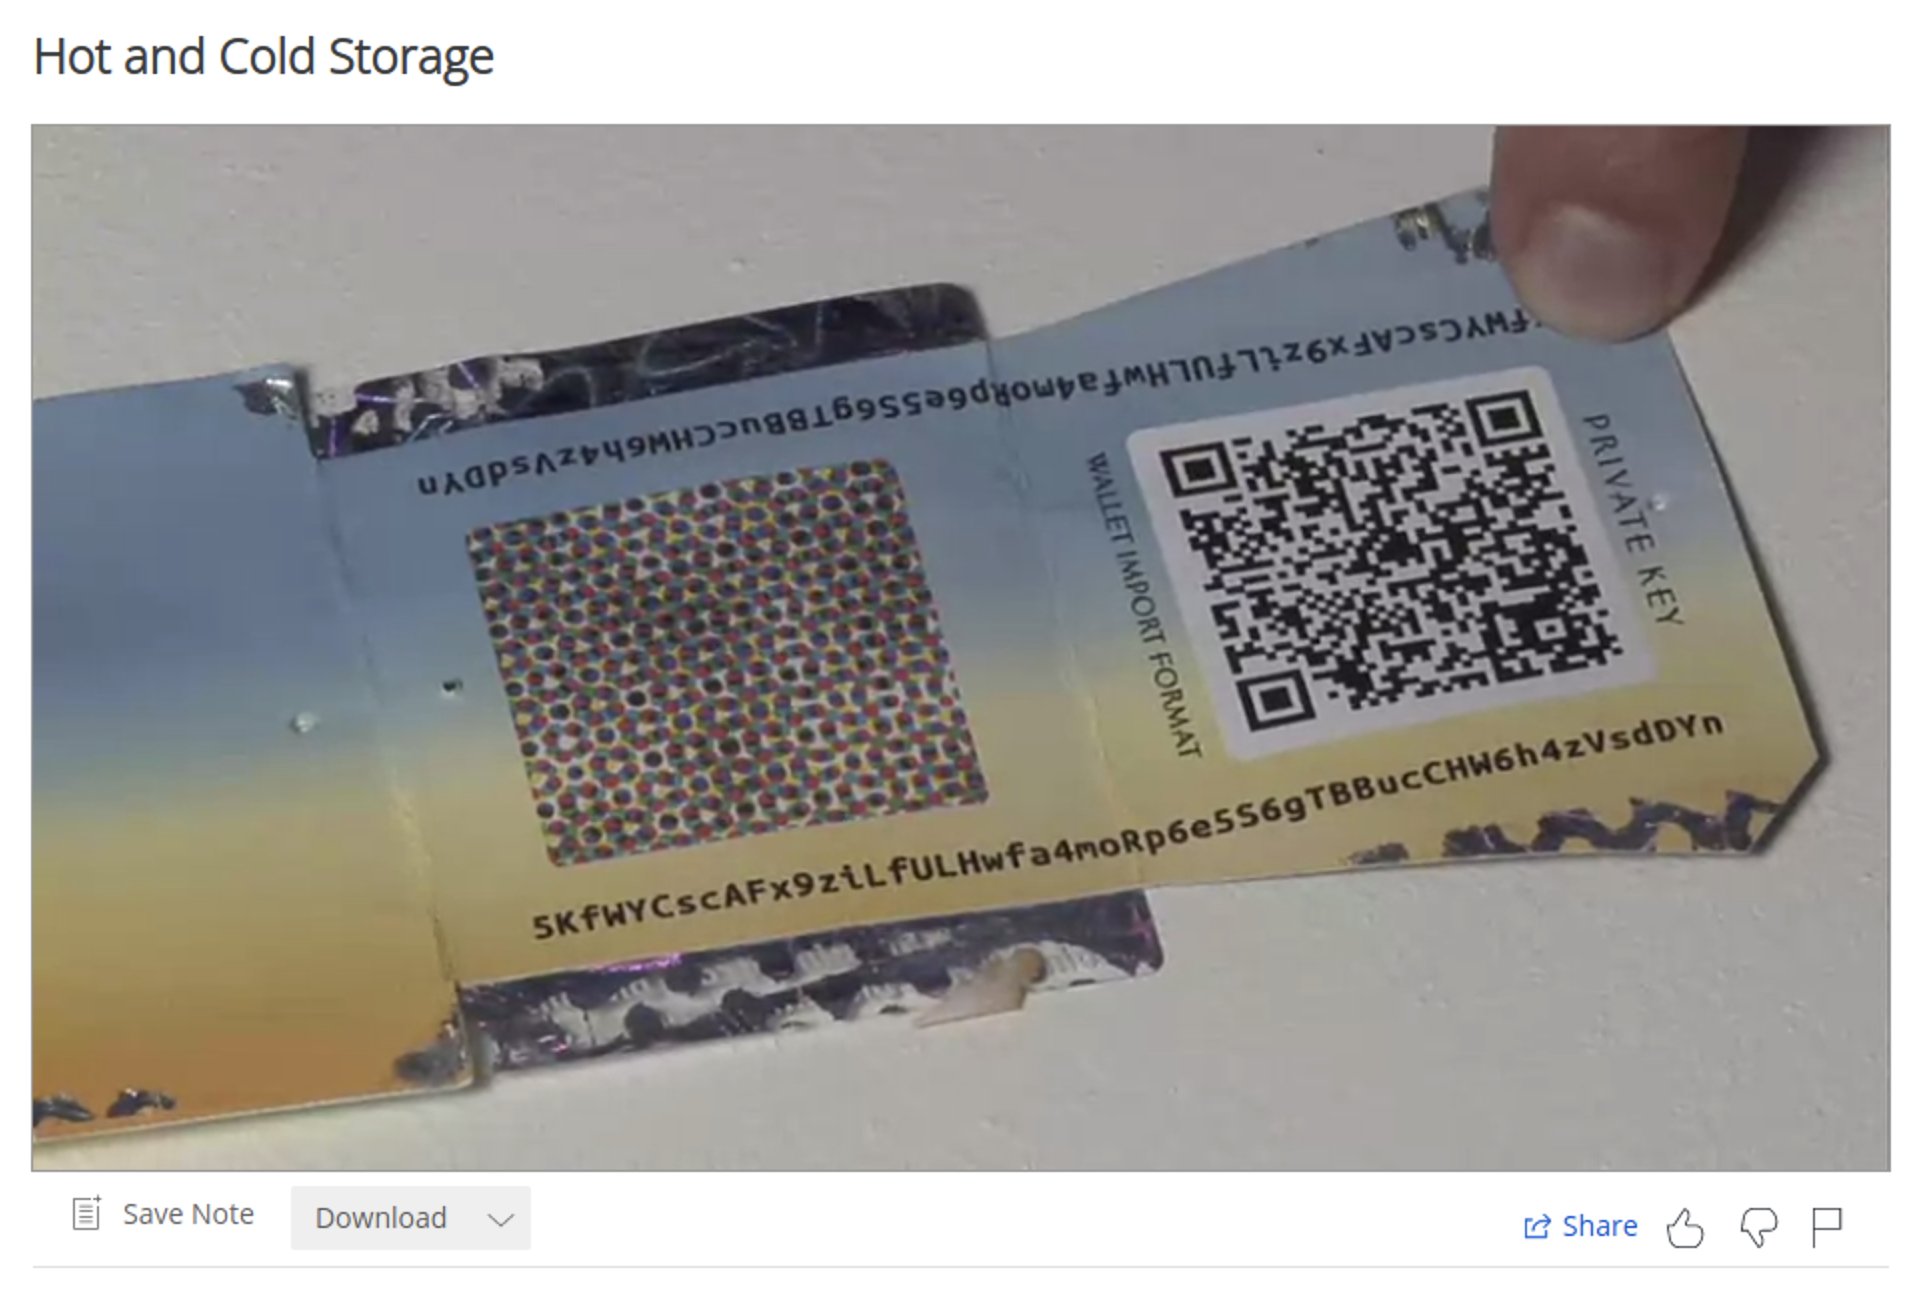 Hot and Cold Storage
fWYCscAFx9ziLfULHwfa4moRp6e5S6gTBBucCHW6h4zVsdDYn
WALLET IMPORT FORMAT
PRIVATE KEY
5KfWYCscAFx9ziLfULHwfa4moRp6e5S6gTBBucCHW6h4zVsdDYn
Save Note
Download
Share